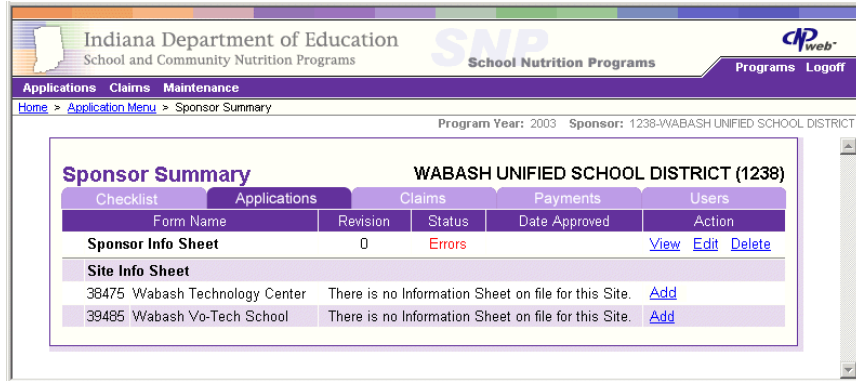 Indiana Department of Education
School and Community Nutrition Programs
SNP
School Nutrition Programs
CNPweb
Programs Logoff
Applications Claims Maintenance
Home > Application Menu > Sponsor Summary
Program Year: 2003 Sponsor: 1238-WABASH UNIFIED SCHOOL DISTRICT
Sponsor Summary WABASH UNIFIED SCHOOL DISTRICT (1238)
Checklist Applications Claims Payments Users
Form Name Revision Status Date Approved Action
Sponsor Info Sheet 0 Errors View Edit Delete
Site Info Sheet
38475 Wabash Technology Center There is no Information Sheet on file for this Site. Add
39485 Wabash Vo-Tech School There is no Information Sheet on file for this Site. Add